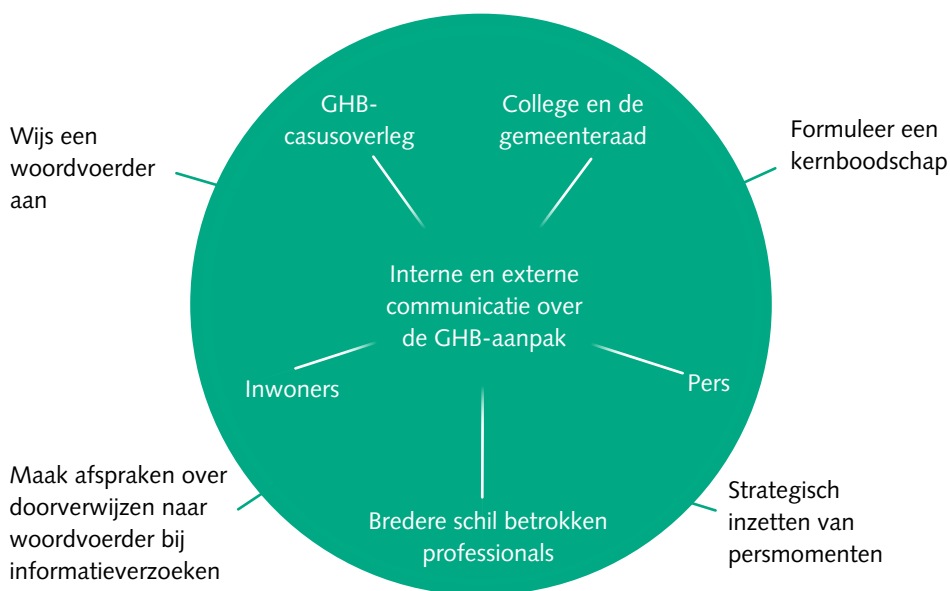 GHB-
casusoverleg
College en de
gemeenteraad
Wijs een
woordvoerder
aan
Formuleer een
kernboodschap
Interne en externe
communicatie over
de GHB-aanpak
Inwoners
Pers
Maak afspraken over
doorverwijzen naar
woordvoerder bij
informatieverzoeken
Bredere schil betrokken
professionals
Strategisch
inzetten van
persmomenten